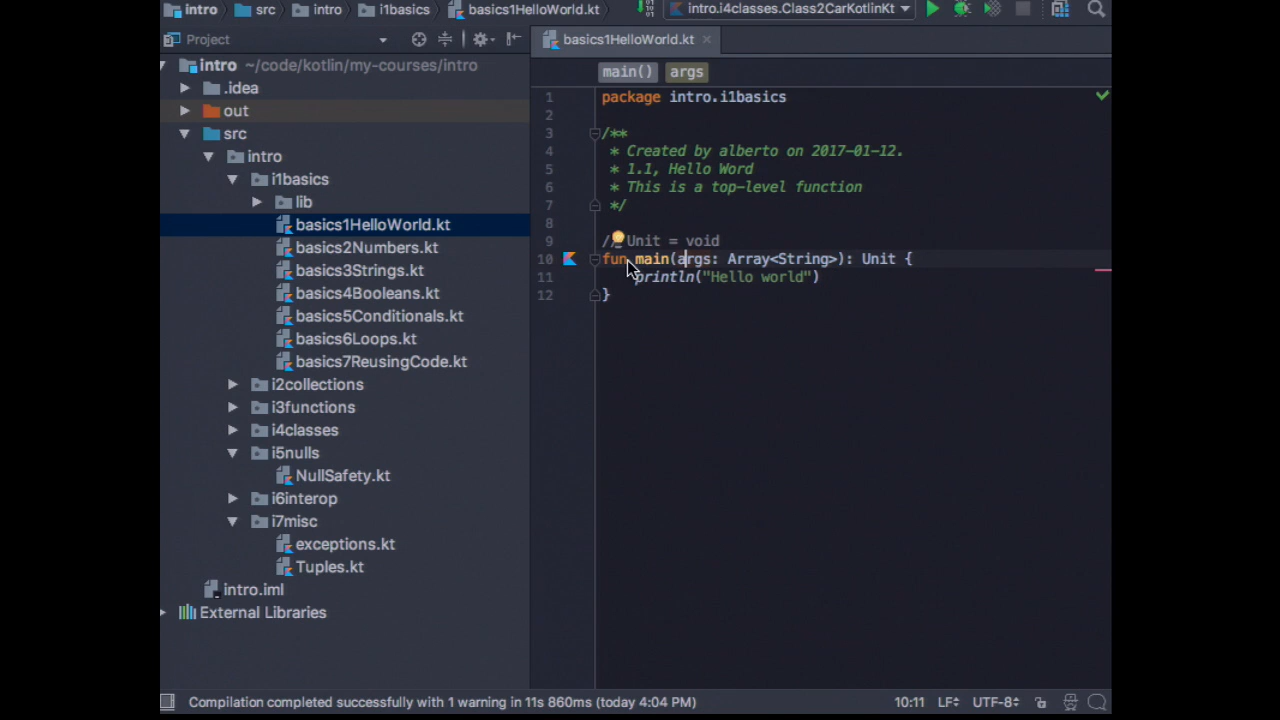 intro src intro i1basics basics1HelloWorld.kt intro.i4classes.Class2CarKotlinKt
Project
basics1HelloWorld.kt
intro ~/code/kotlin/my-courses/intro
.idea
out
src
intro
i1basics
lib
basics1HelloWorld.kt
basics2Numbers.kt
basics3Strings.kt
basics4Booleans.kt
basics5Conditionals.kt
basics6Loops.kt
basics7ReusingCode.kt
i2collections
i3functions
i4classes
i5nulls
NullSafety.kt
i6interop
i7misc
exceptions.kt
Tuples.kt
intro.iml
External Libraries
main() args
1 package intro.i1basics
2
3 /**
4 * Created by alberto on 2017-01-12.
5 * 1.1, Hello Word
6 * This is a top-level function
7 */
8
9 // Unit = void
10 fun main(args: Array<String>): Unit {
11 println("Hello world")
12 }
Compilation completed successfully with 1 warning in 11s 860ms (today 4:04 PM) 10:11 LF UTF-8